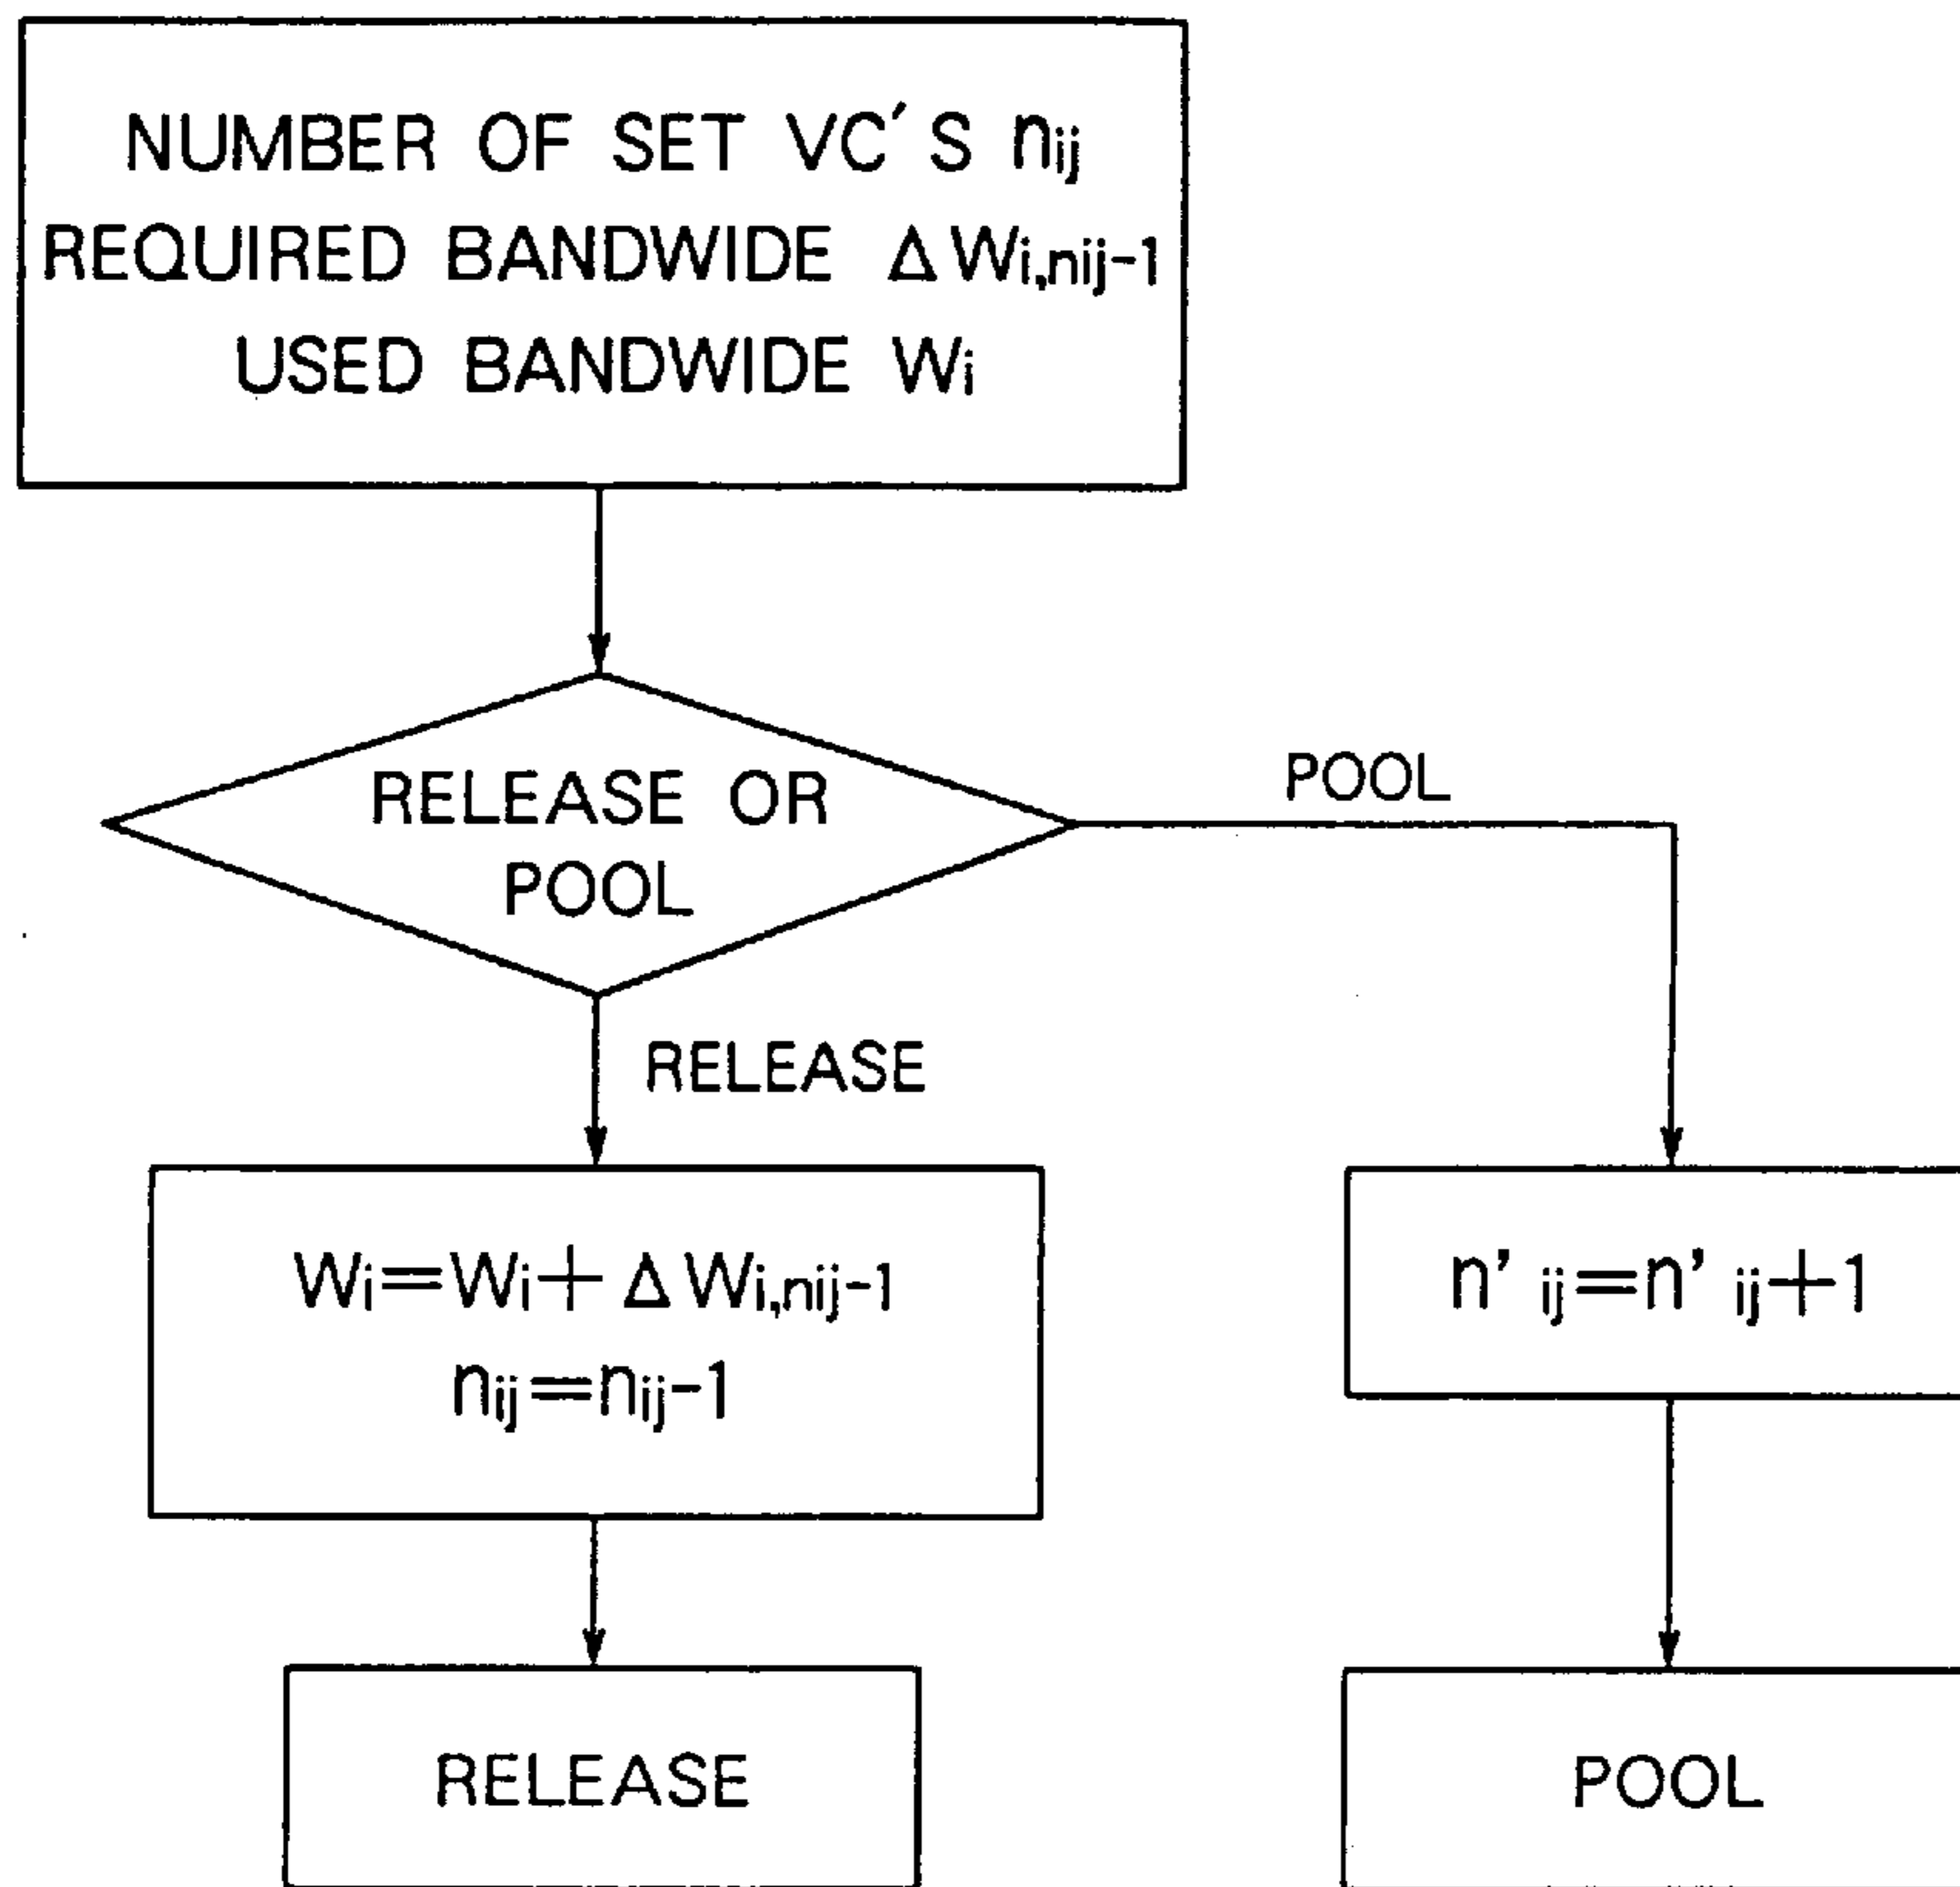 NUMBER OF SET VC'S nij
REQUIRED BANDWIDE ΔWi,nij-1
USED BANDWIDE Wi
RELEASE OR
POOL
POOL
RELEASE
Wi=Wi+ΔWi,nij-1
nij=nij-1
n' ij=n' ij+1
RELEASE
POOL